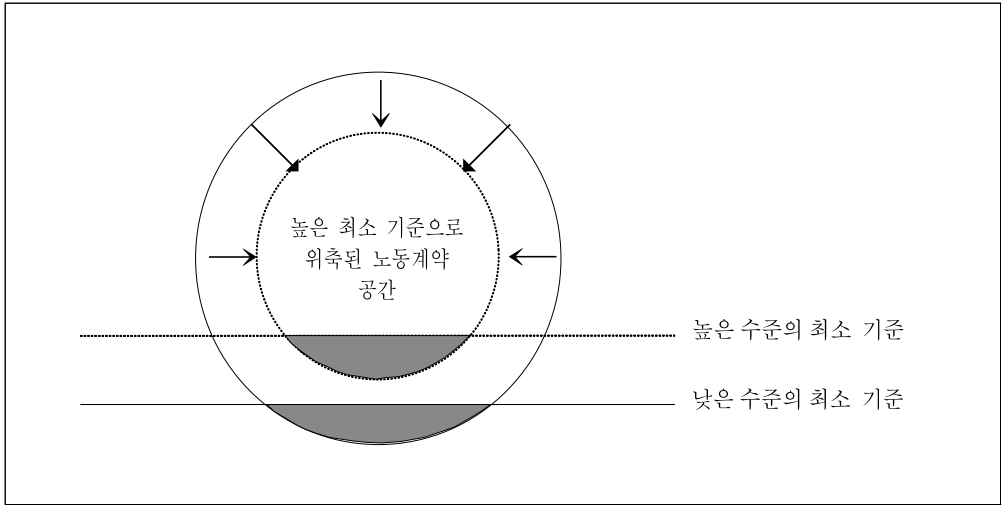 높은 최소 기준으로
위축된 노동계약
공간
높은 수준의 최소 기준
낮은 수준의 최소 기준